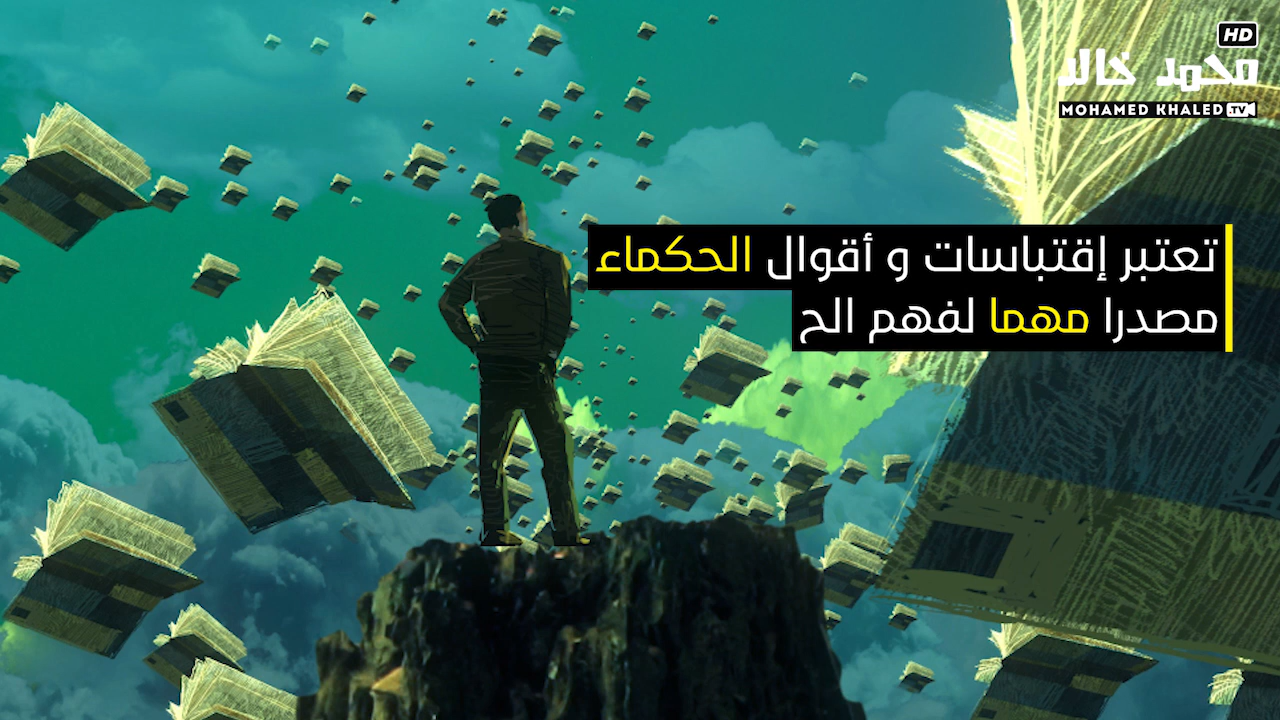 HD
محمد خالد
MOHAMED KHALED TV
تعتبر إقتباسات و أقوال الحكماء
مصدرا مهما لفهم الح